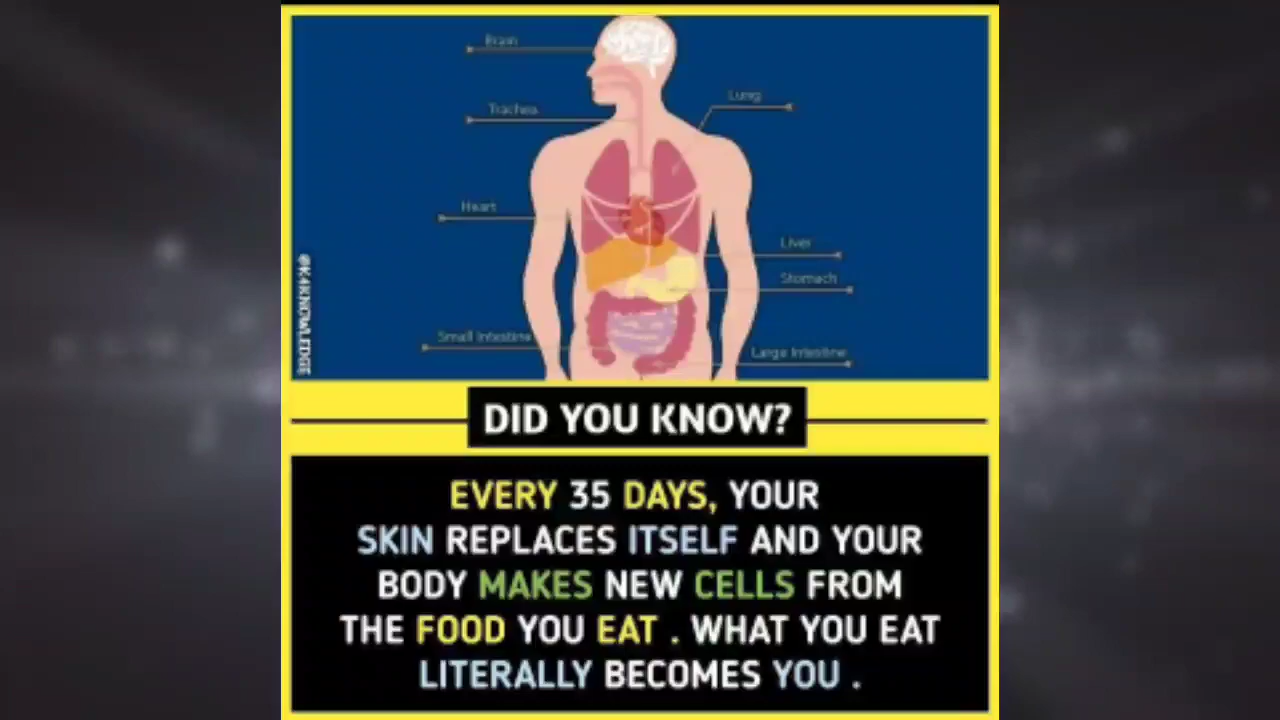 Brain
Trachea
Lung
Heart
Liver
Stomach
Small Intestine
Large Intestine
@K4KNOWLEDGE
DID YOU KNOW?
EVERY 35 DAYS, YOUR
SKIN REPLACES ITSELF AND YOUR
BODY MAKES NEW CELLS FROM
THE FOOD YOU EAT . WHAT YOU EAT
LITERALLY BECOMES YOU .